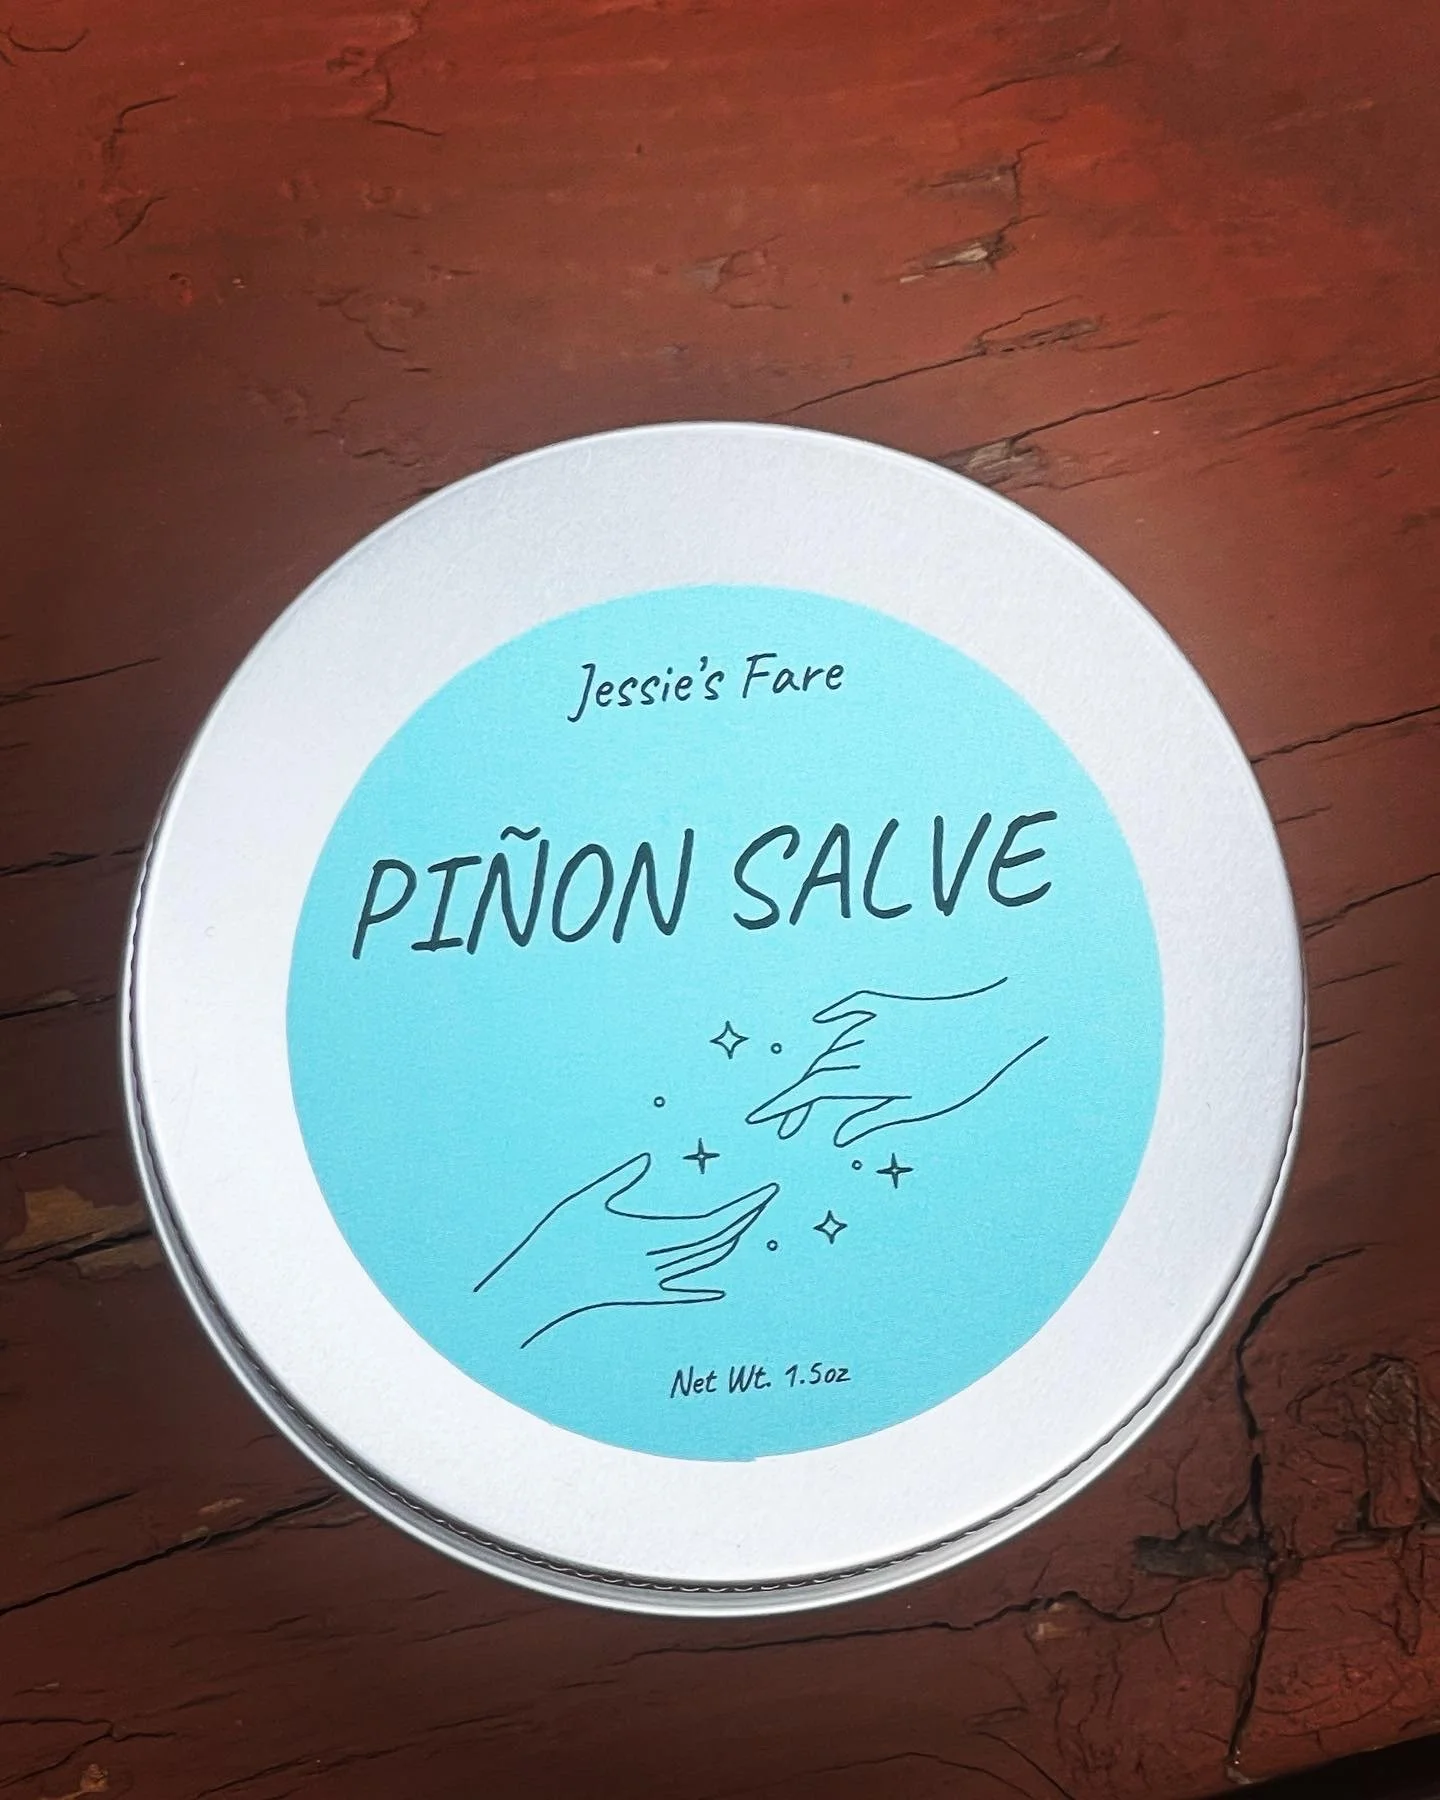 Jessie's Fare
PIÑON SALVE
Net Wt. 1.5oz